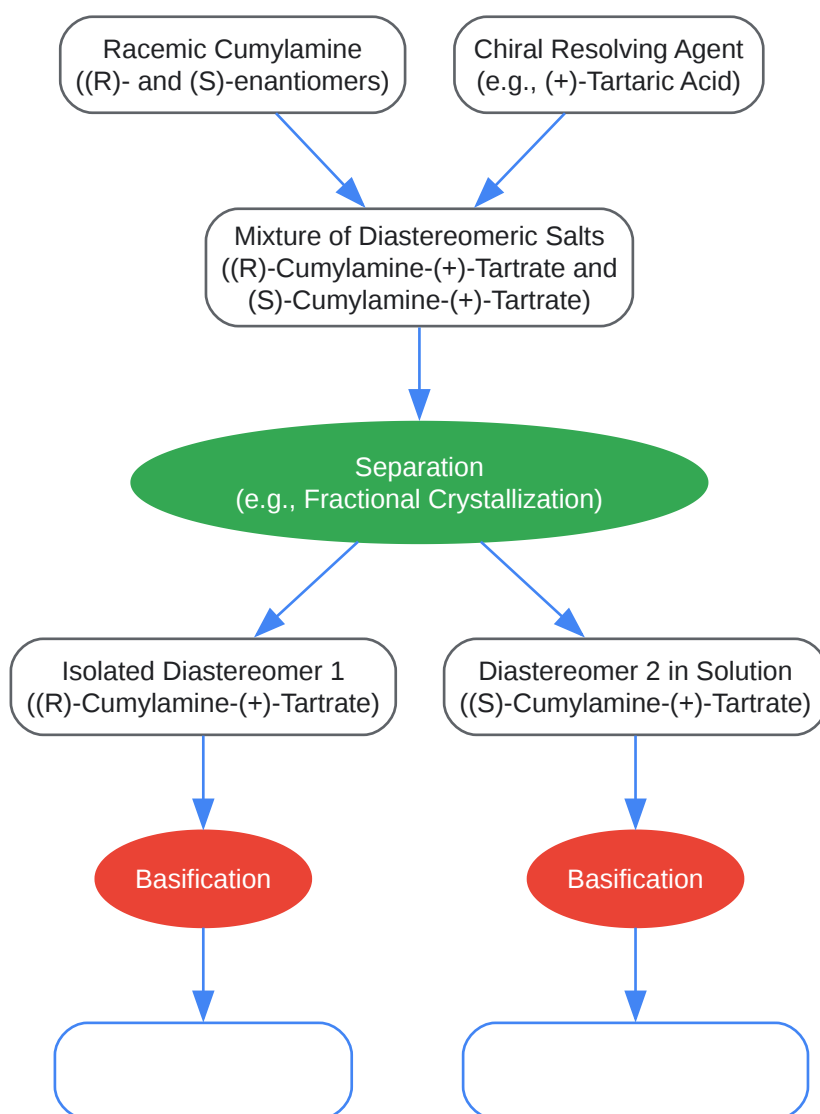 Racemic Cumylamine
((R)- and (S)-enantiomers)
Chiral Resolving Agent
(e.g., (+)-Tartaric Acid)
Mixture of Diastereomeric Salts
((R)-Cumylamine-(+)-Tartrate and
(S)-Cumylamine-(+)-Tartrate)
Separation
(e.g., Fractional Crystallization)
Isolated Diastereomer 1
((R)-Cumylamine-(+)-Tartrate)
Diastereomer 2 in Solution
((S)-Cumylamine-(+)-Tartrate)
Basification
Basification